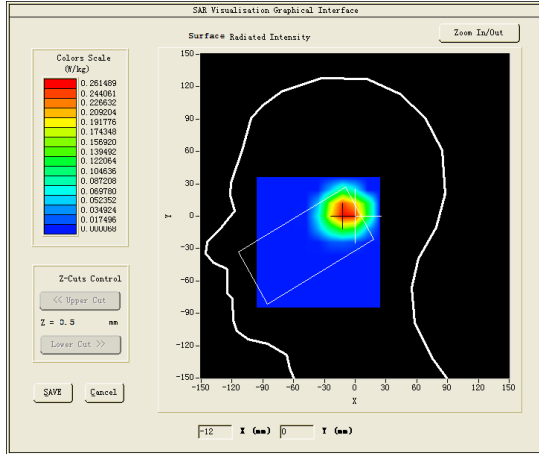 SAR Visualisation Graphical Interface
Surface Radiated Intensity
Zoom In/Out
Colors Scale
(W/kg)
0.261489
0.244061
0.226632
0.209204
0.191776
0.174348
0.156920
0.139492
0.122064
0.104636
0.087208
0.069780
0.052352
0.034924
0.017496
0.000068
Z-Cuts Control
<< Upper Cut
Z = 3.5 mm
Lower Cut >>
SAVE
Cancel
150
120
90
60
30
0
-30
-60
-90
-120
-150
Y
-150 -120 -90 -60 -30 0 30 60 90 120 150
X
-12 X (mm) 0 Y (mm)